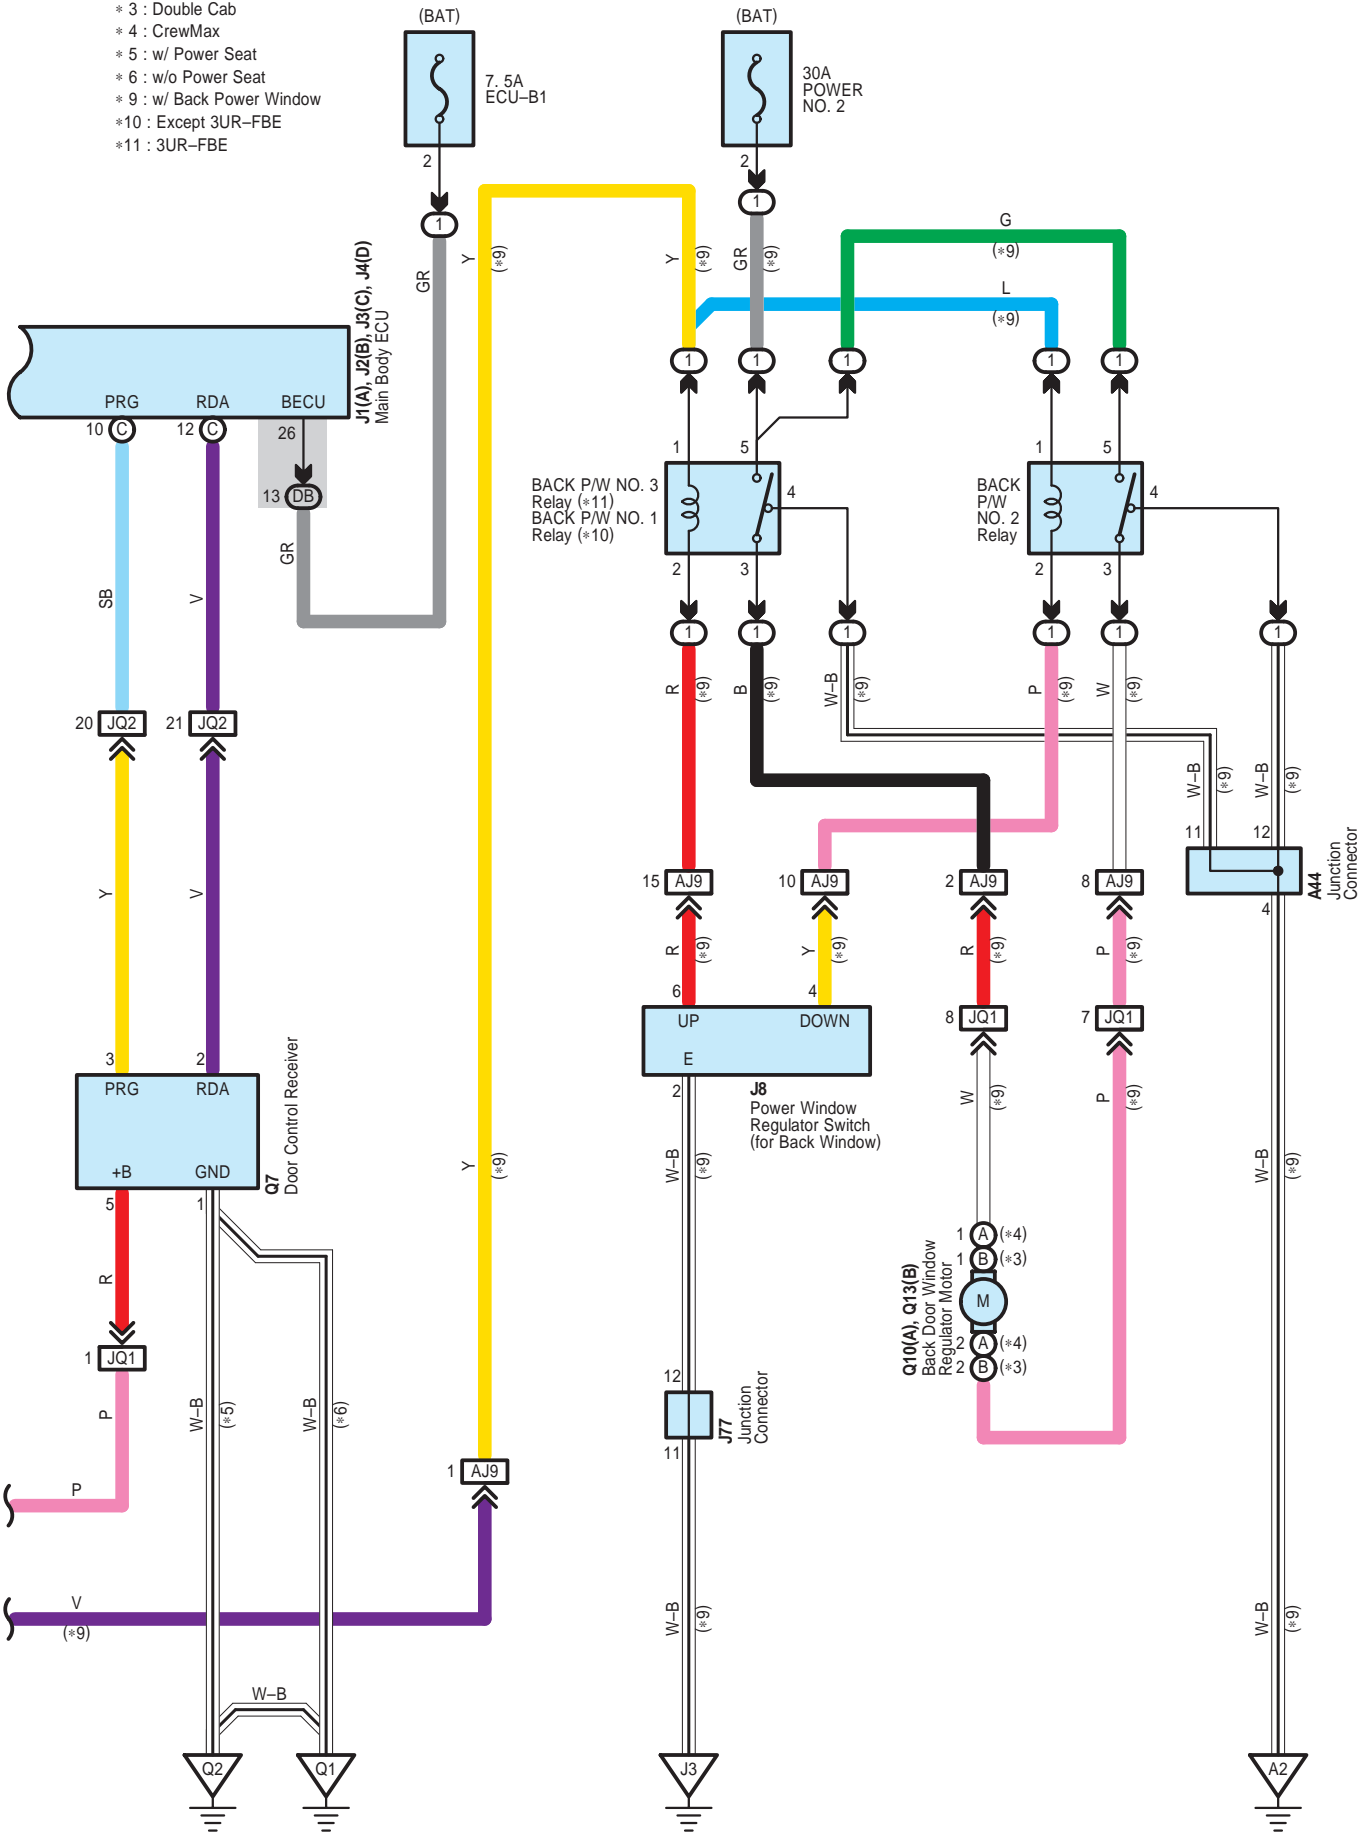 * 3 : Double Cab
* 4 : CrewMax
* 5 : w/ Power Seat
* 6 : w/o Power Seat
* 9 : w/ Back Power Window
*10 : Except 3UR–FBE
*11 : 3UR–FBE
(BAT)
7. 5A
ECU–B1
2
1
GR
(BAT)
30A
POWER
NO. 2
2
1
Y
(*9)
Y
(*9)
GR
(*9)
G
(*9)
L
(*9)
J1(A), J2(B), J3(C), J4(D)
Main Body ECU
PRG
RDA
BECU
10
C
12
C
26
13
DB
GR
SB
V
1
1
1
1
1
1
5
1
5
BACK P/W NO. 3
Relay (*11)
BACK P/W NO. 1
Relay (*10)
4
BACK
P/W
NO. 2
Relay
4
2
3
2
3
1
1
1
1
1
1
R
(*9)
B
(*9)
W–B
(*9)
P
(*9)
W
(*9)
20
JQ2
21
JQ2
Y
V
W–B
(*9)
W–B
(*9)
11
12
A44
Junction
Connector
4
15
AJ9
10
AJ9
2
AJ9
8
AJ9
R
(*9)
Y
(*9)
R
(*9)
P
(*9)
6
4
UP
DOWN
E
2
J8
Power Window
Regulator Switch
(for Back Window)
8
JQ1
7
JQ1
W
(*9)
P
(*9)
3
2
PRG
RDA
+B
GND
Q7
Door Control Receiver
5
1
R
Y
(*9)
W–B
(*9)
W–B
(*9)
1
A
(*4)
1
B
(*3)
M
2
A
(*4)
2
B
(*3)
Q10(A), Q13(B)
Back Door Window
Regulator Motor
1
JQ1
P
P
W–B
(*5)
W–B
(*6)
12
J77
Junction
Connector
11
1
AJ9
V
(*9)
W–B
(*9)
W–B
(*9)
W–B
Q2
Q1
J3
A2